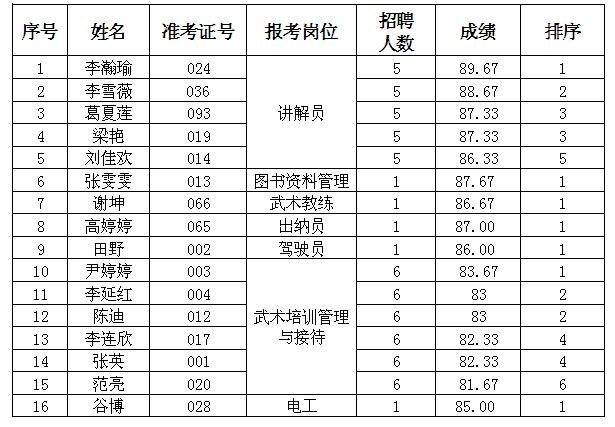 序号 姓名 准考证号 报考岗位 招聘人数 成绩 排序
1 李瀚瑜 024 讲解员 5 89.67 1
2 李雪薇 036 5 88.67 2
3 葛夏莲 093 5 87.33 3
4 梁艳 019 5 87.33 3
5 刘佳欢 014 5 86.33 5
6 张雯雯 013 图书资料管理 1 87.67 1
7 谢坤 066 武术教练 1 86.67 1
8 高婷婷 065 出纳员 1 87.00 1
9 田野 002 驾驶员 1 86.00 1
10 尹婷婷 003 武术培训管理与接待 6 83.67 1
11 李延红 004 6 83 2
12 陈迪 012 6 83 2
13 李连欣 017 6 82.33 4
14 张英 001 6 82.33 4
15 范亮 020 6 81.67 6
16 谷博 028 电工 1 85.00 1